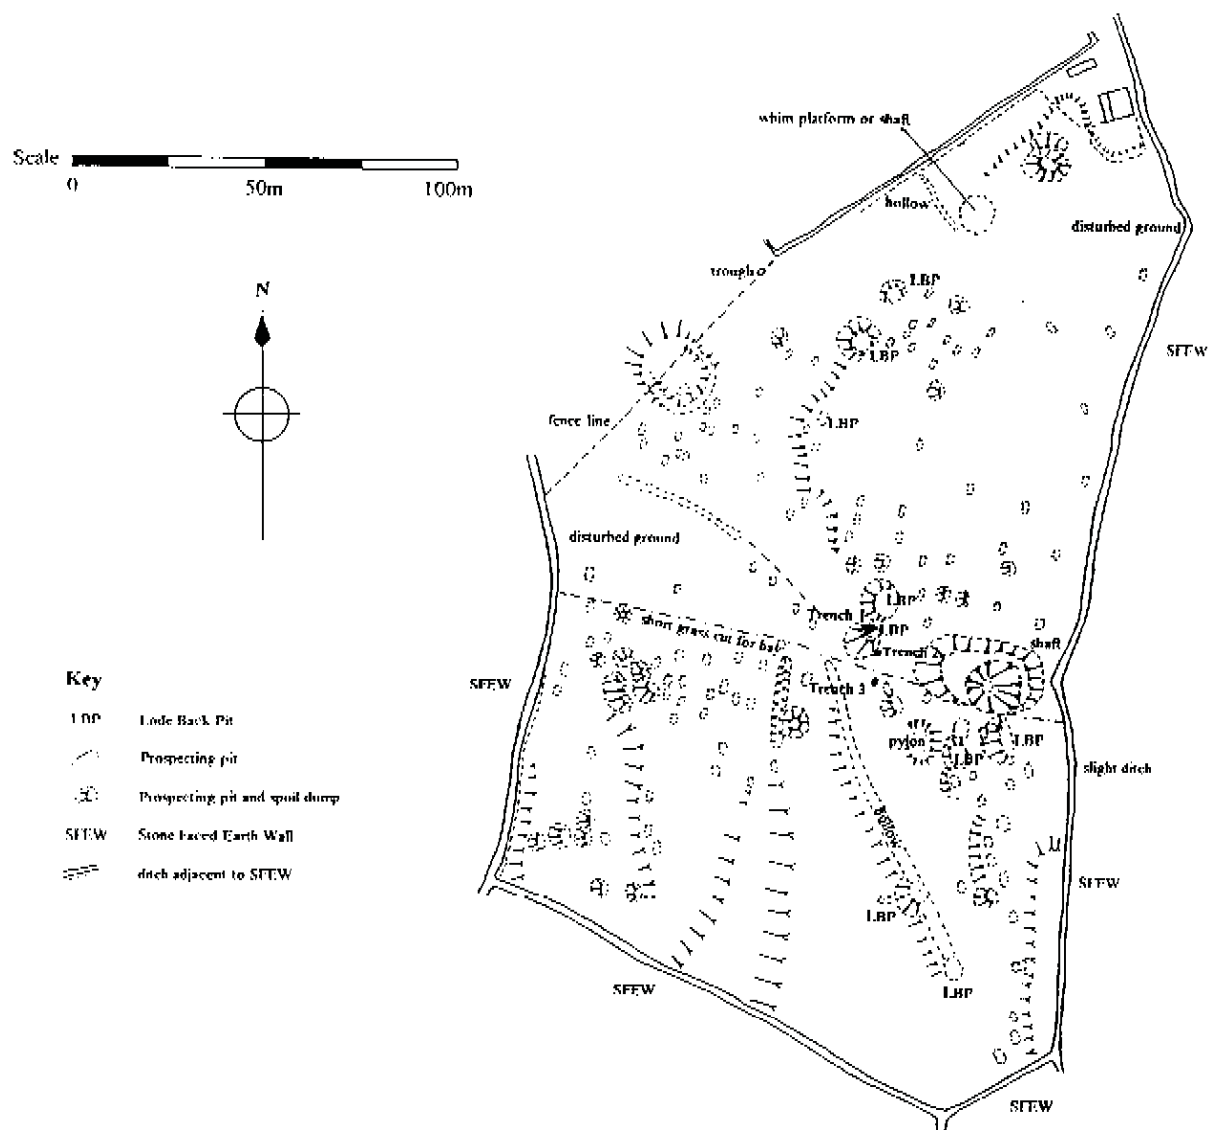 whim platform or shaft
Scale
0
50m
100m
hollow
disturbed ground
N
trough
LBP
LBP
SFEW
fence line
LBP
disturbed ground
LBP
Trench 1
LBP
short grass cut for
Trench 2
shaft
Key
SFEW
Trench 3
LBP Lode Back Pit
pylon
LBP
LBP
Prospecting pit
slight ditch
Prospecting pit and spoil dump
hollow
SFEW Stone Faced Earth Wall
ditch adjacent to SFEW
SFEW
LBP
SFEW
LBP
SFEW